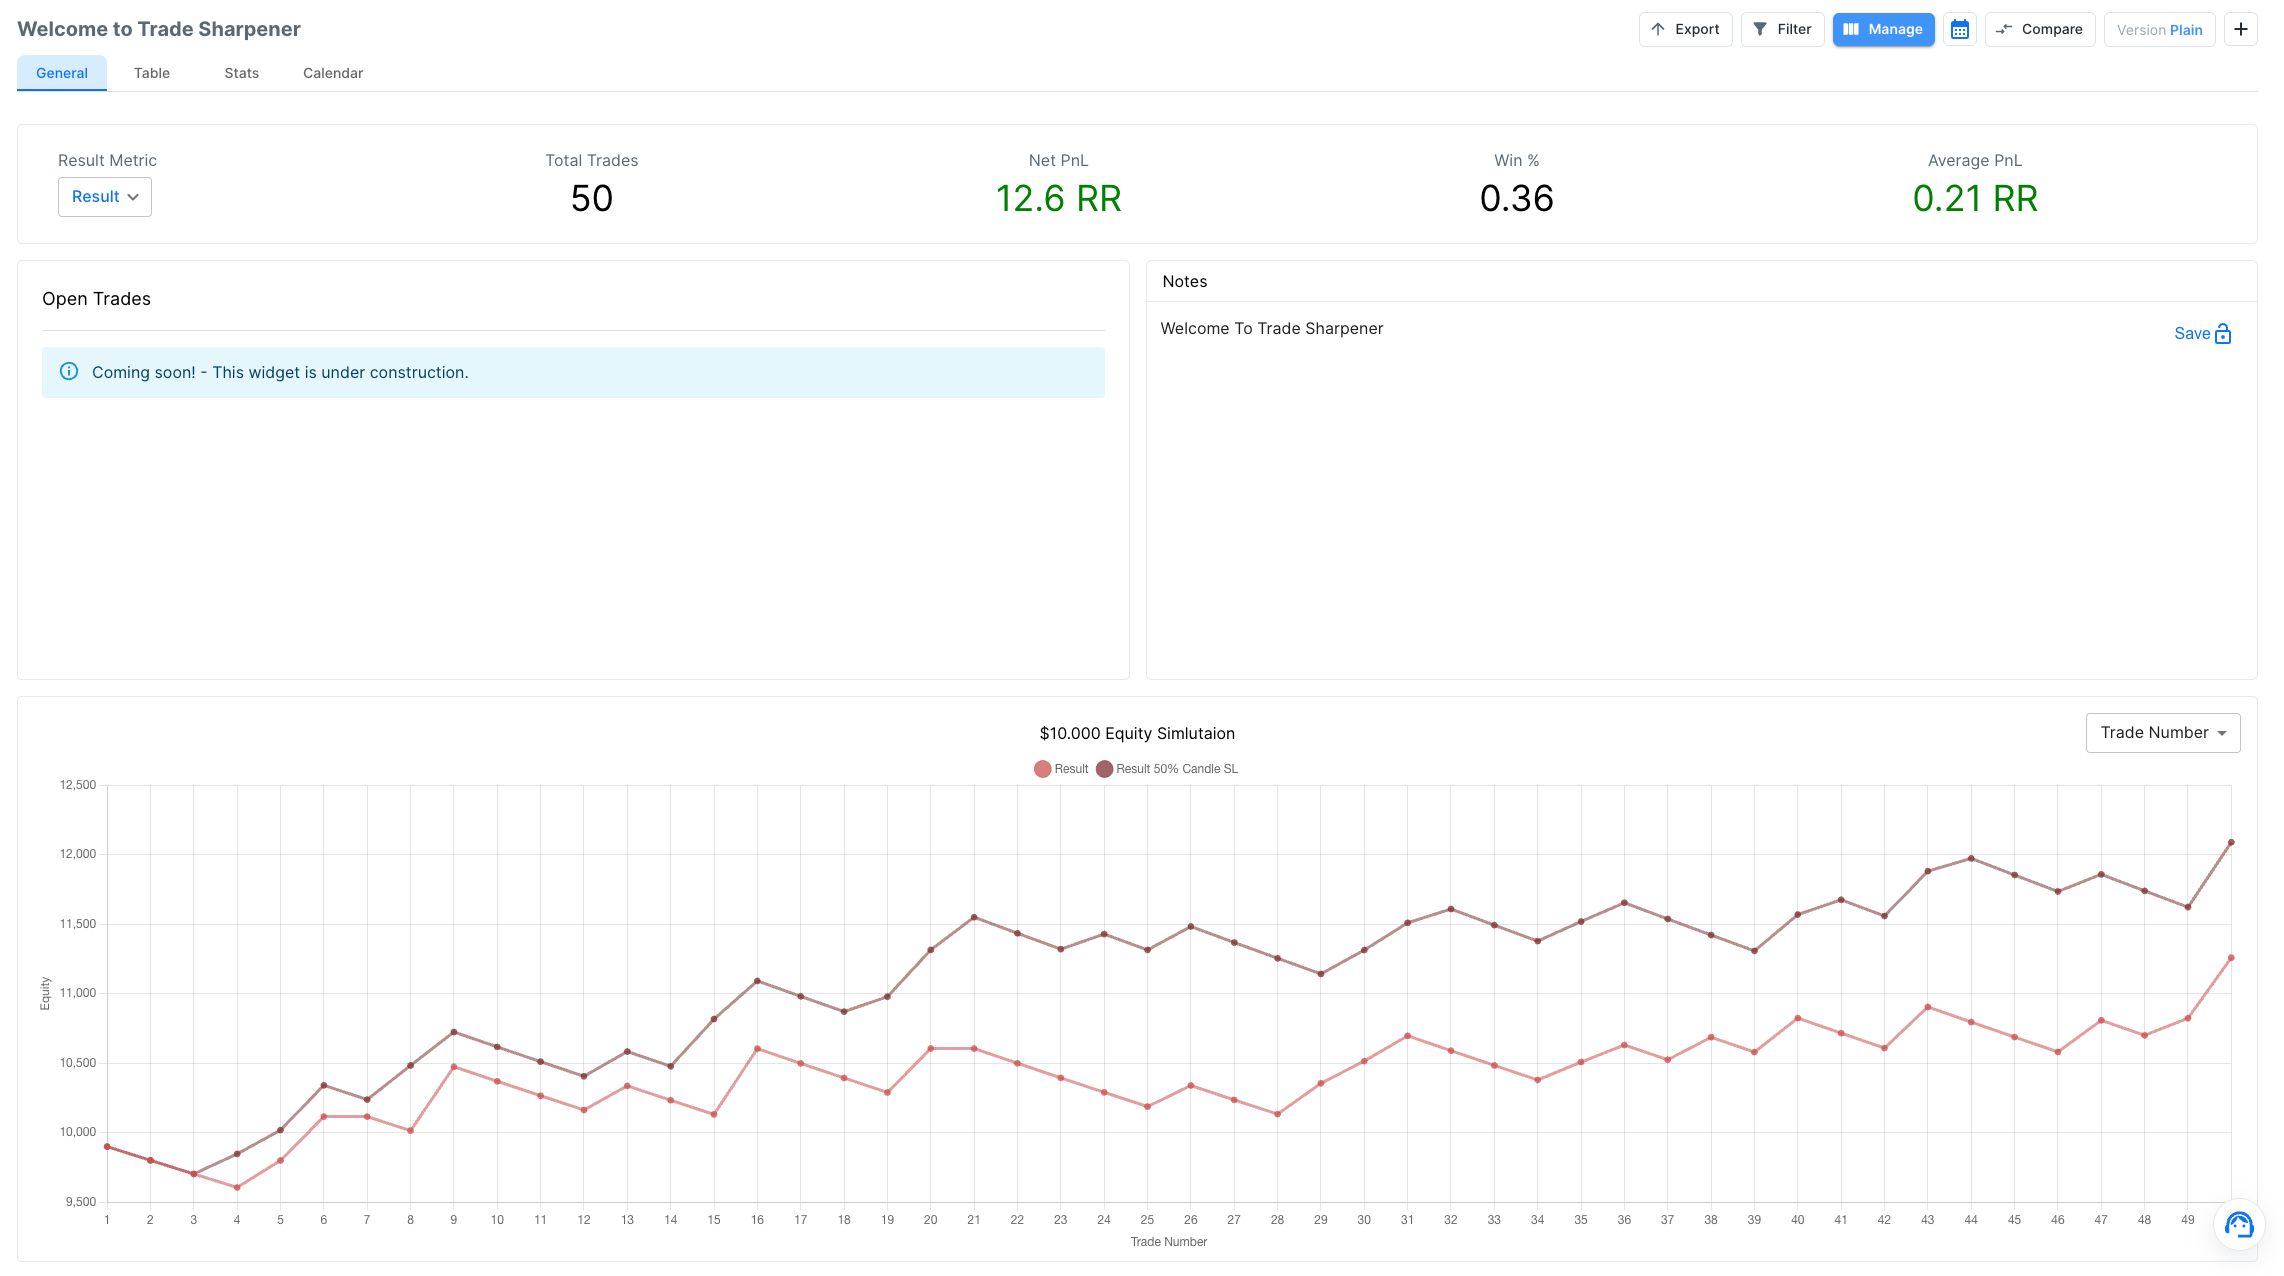 Welcome to Trade Sharpener
Export
Filter
Manage
Compare
Version Plain
General
Table
Stats
Calendar
Result Metric
Result
Total Trades
50
Net PnL
12.6 RR
Win %
0.36
Average PnL
0.21 RR
Open Trades
Coming soon! - This widget is under construction.
Notes
Welcome To Trade Sharpener
Save
$10.000 Equity Simlutaion
Trade Number
Result
Result 50% Candle SL
12,500
12,000
11,500
11,000
10,500
10,000
9,500
Equity
1 2 3 4 5 6 7 8 9 10 11 12 13 14 15 16 17 18 19 20 21 22 23 24 25 26 27 28 29 30 31 32 33 34 35 36 37 38 39 40 41 42 43 44 45 46 47 48 49
Trade Number